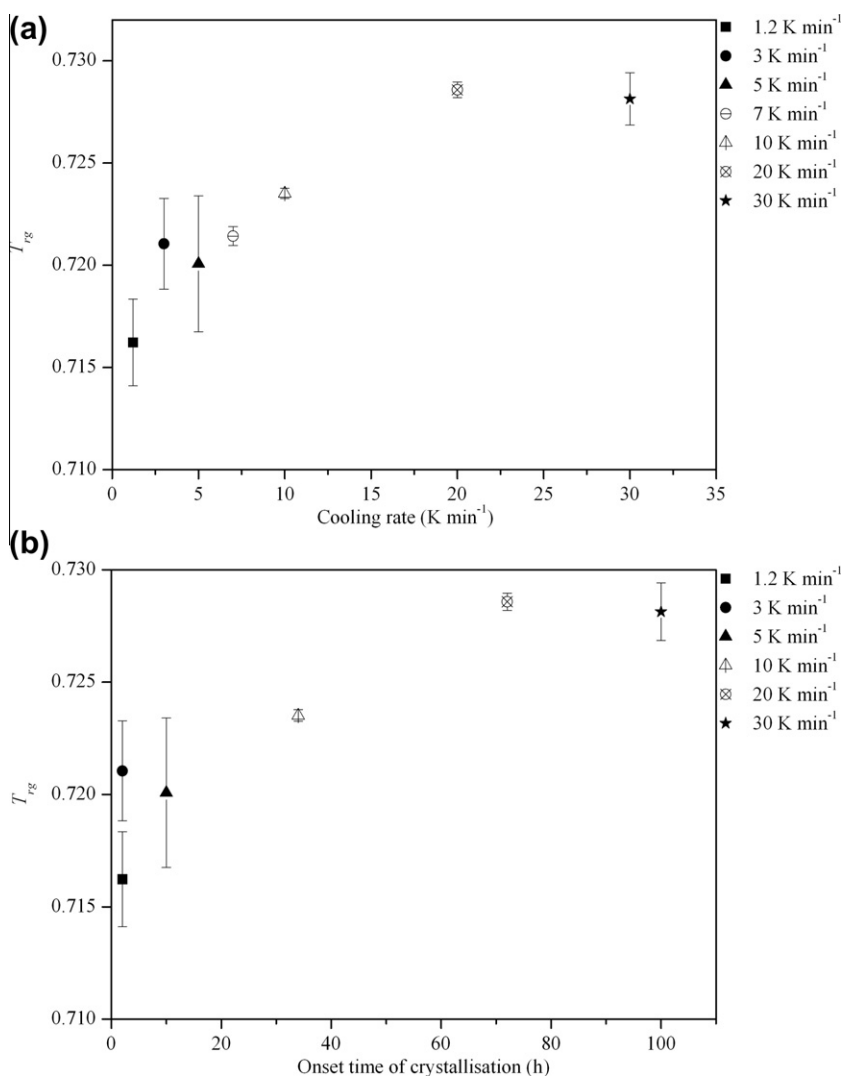 (a)
0.730
0.725
0.720
0.715
0.710
T_rg
0 5 10 15 20 25 30 35
Cooling rate (K min⁻¹)
1.2 K min⁻¹
3 K min⁻¹
5 K min⁻¹
7 K min⁻¹
10 K min⁻¹
20 K min⁻¹
30 K min⁻¹
(b)
0.730
0.725
0.720
0.715
0.710
T_rg
0 20 40 60 80 100
Onset time of crystallisation (h)
1.2 K min⁻¹
3 K min⁻¹
5 K min⁻¹
10 K min⁻¹
20 K min⁻¹
30 K min⁻¹